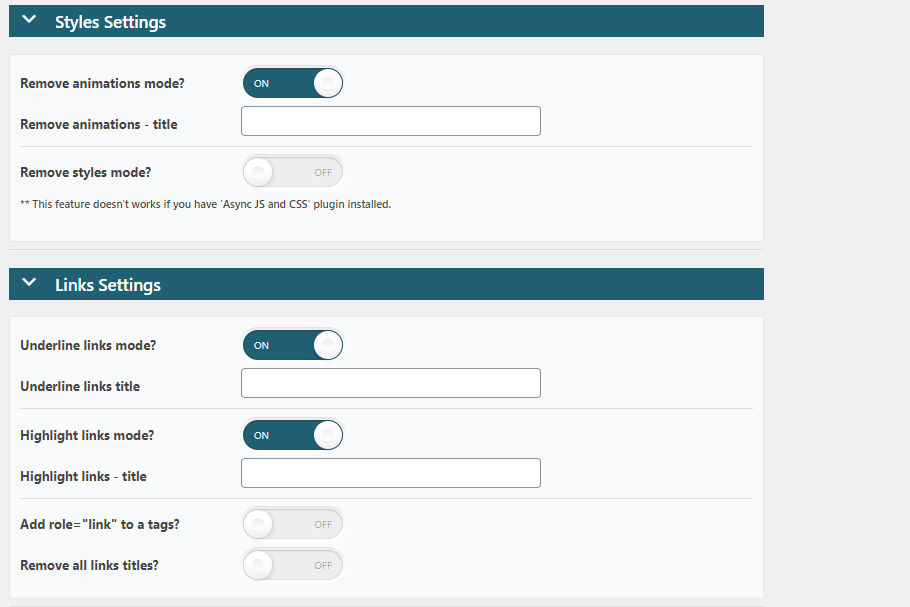 Styles Settings
Remove animations mode?
ON
Remove animations - title
Remove styles mode?
OFF
** This feature doesn't works if you have 'Async JS and CSS' plugin installed.
Links Settings
Underline links mode?
ON
Underline links title
Highlight links mode?
ON
Highlight links - title
Add role="link" to a tags?
OFF
Remove all links titles?
OFF